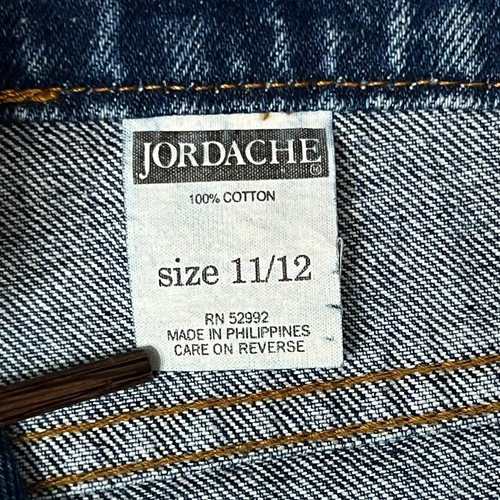 JORDACHE®
100% COTTON
size 11/12
RN 52992
MADE IN PHILIPPINES
CARE ON REVERSE